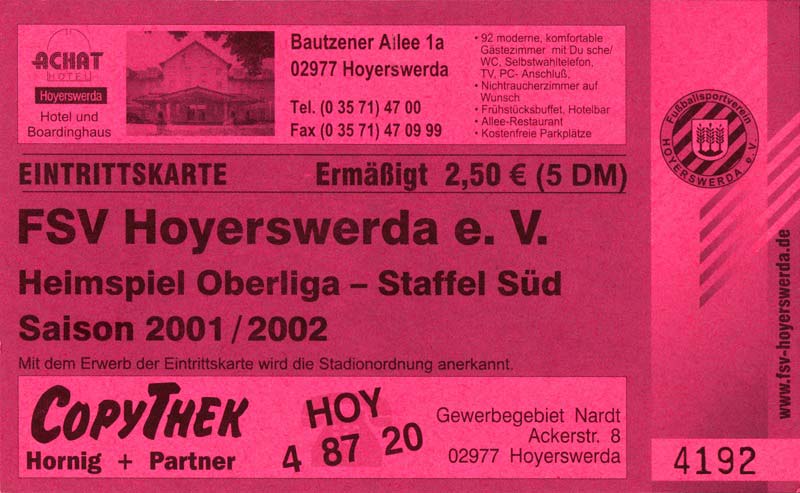 ACHAT
HOTEL
Hoyerswerda
Hotel und
Boardinghaus
Bautzener Allee 1a
02977 Hoyerswerda
Tel. (0 35 71) 47 00
Fax (0 35 71) 47 09 99
• 92 moderne, komfortable
Gästezimmer mit Du sche/
WC, Selbstwahltelefon,
TV, PC- Anschluß,
• Nichtraucherzimmer auf
Wunsch
• Frühstücksbuffet, Hotelbar
• Allee-Restaurant
• Kostenfreie Parkplätze
EINTRITTSKARTE Ermäßigt 2,50 € (5 DM)
FSV Hoyerswerda e. V.
Heimspiel Oberliga – Staffel Süd
Saison 2001/2002
Mit dem Erwerb der Eintrittskarte wird die Stadionordnung anerkannt.
COPYTHEK
Hornig + Partner
HOY
4 87 20
Gewerbegebiet Nardt
Ackerstr. 8
02977 Hoyerswerda
Fußballsportverein
HOYERSWERDA e.V.
www.fsv-hoyerswerda.de
4192